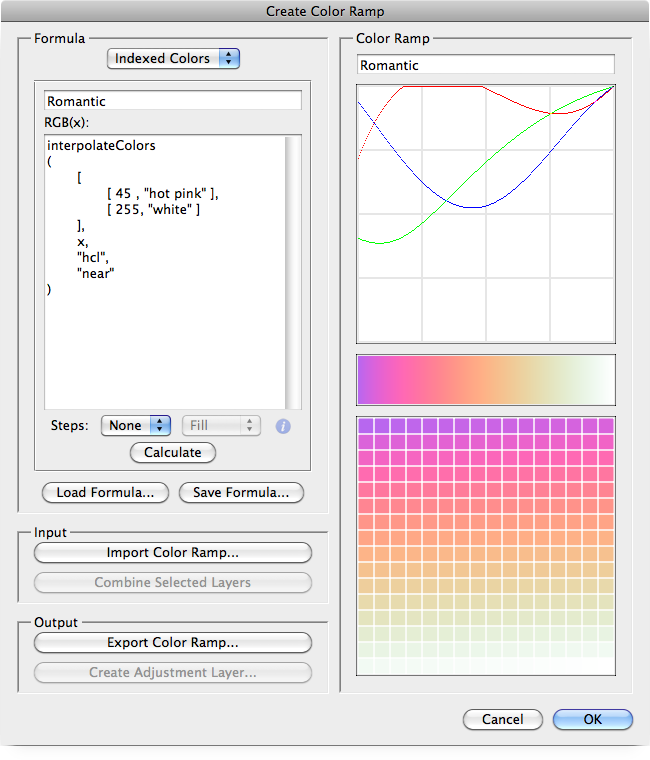 Create Color Ramp
Formula
Indexed Colors
Romantic
RGB(x):
interpolateColors
(
[
[ 45 , "hot pink" ],
[ 255, "white" ]
],
x,
"hcl",
"near"
)
Steps: None Fill i
Calculate
Load Formula... Save Formula...
Input
Import Color Ramp...
Combine Selected Layers
Output
Export Color Ramp...
Create Adjustment Layer...
Color Ramp
Romantic
Cancel OK